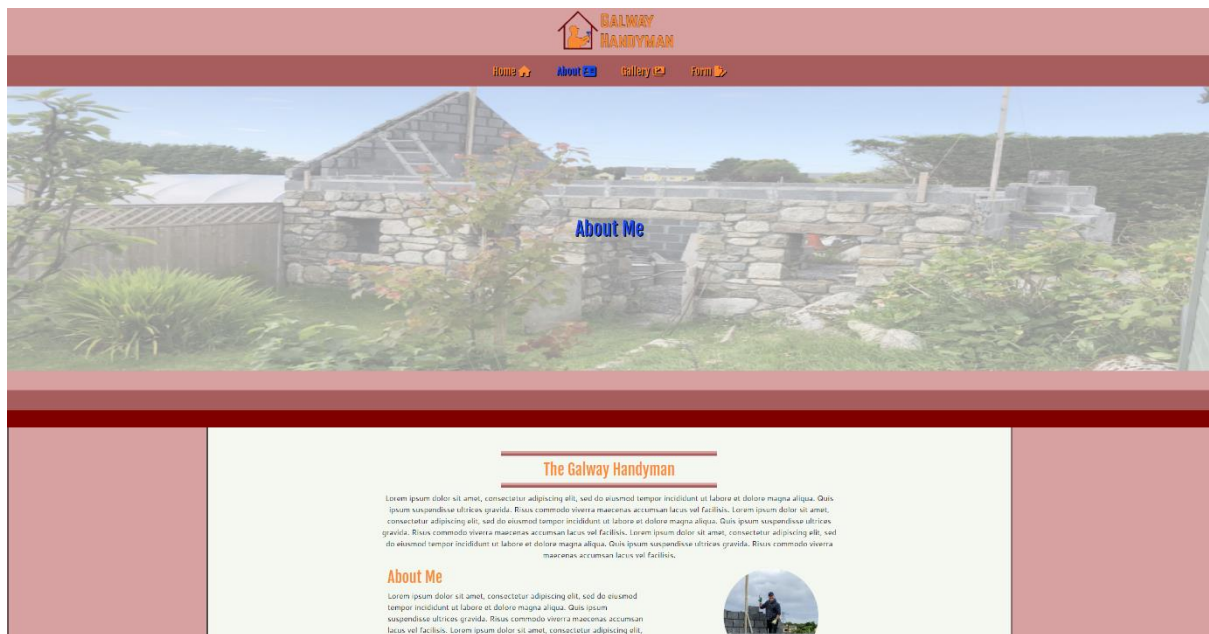 GALWAY
HANDYMAN
Home
About
Gallery
Form
About Me
The Galway Handyman
Lorem ipsum dolor sit amet, consectetur adipiscing elit, sed do eiusmod tempor incididunt ut labore et dolore magna aliqua. Quis
ipsum suspendisse ultrices gravida. Risus commodo viverra maecenas accumsan lacus vel facilisis. Lorem ipsum dolor sit amet,
consectetur adipiscing elit, sed do eiusmod tempor incididunt ut labore et dolore magna aliqua. Quis ipsum suspendisse ultrices
gravida. Risus commodo viverra maecenas accumsan lacus vel facilisis. Lorem ipsum dolor sit amet, consectetur adipiscing elit, sed
do eiusmod tempor incididunt ut labore et dolore magna aliqua. Quis ipsum suspendisse ultrices gravida. Risus commodo viverra
maecenas accumsan lacus vel facilisis.
About Me
Lorem ipsum dolor sit amet, consectetur adipiscing elit, sed do eiusmod
tempor incididunt ut labore et dolore magna aliqua. Quis ipsum
suspendisse ultrices gravida. Risus commodo viverra maecenas accumsan
lacus vel facilisis. Lorem ipsum dolor sit amet, consectetur adipiscing elit,